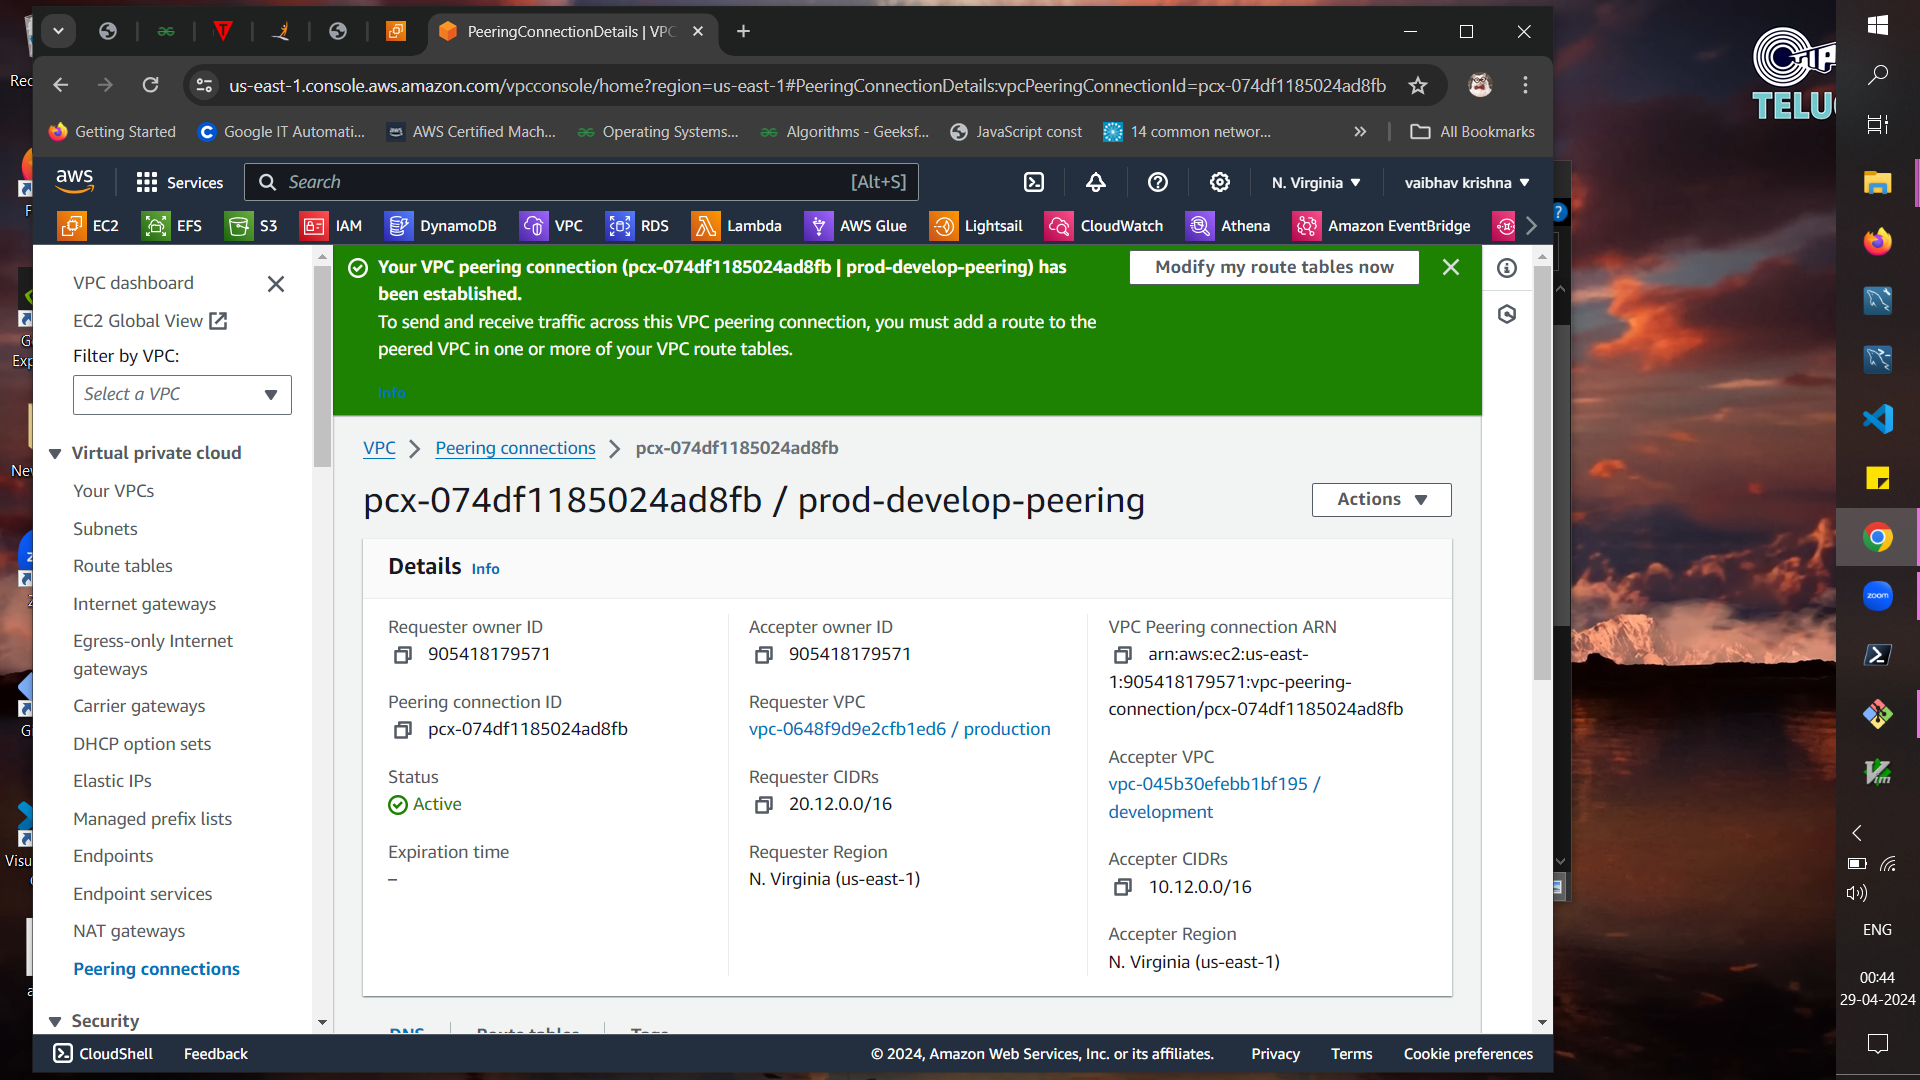 PeeringConnectionDetails | VPC
us-east-1.console.aws.amazon.com/vpcconsole/home?region=us-east-1#PeeringConnectionDetails:vpcPeeringConnectionId=pcx-074df1185024ad8fb
Getting Started
Google IT Automati...
AWS Certified Mach...
Operating Systems...
Algorithms - Geeksf...
JavaScript const
14 common networ...
All Bookmarks
aws
Services
Search
[Alt+S]
N. Virginia
vaibhav krishna
EC2
EFS
S3
IAM
DynamoDB
VPC
RDS
Lambda
AWS Glue
Lightsail
CloudWatch
Athena
Amazon EventBridge
VPC dashboard
EC2 Global View
Filter by VPC:
Select a VPC
Virtual private cloud
Your VPCs
Subnets
Route tables
Internet gateways
Egress-only Internet
gateways
Carrier gateways
DHCP option sets
Elastic IPs
Managed prefix lists
Endpoints
Endpoint services
NAT gateways
Peering connections
Security
Your VPC peering connection (pcx-074df1185024ad8fb | prod-develop-peering) has
been established.
To send and receive traffic across this VPC peering connection, you must add a route to the
peered VPC in one or more of your VPC route tables.
Info
Modify my route tables now
VPC
Peering connections
pcx-074df1185024ad8fb
pcx-074df1185024ad8fb / prod-develop-peering
Actions
Details Info
Requester owner ID
905418179571
Peering connection ID
pcx-074df1185024ad8fb
Status
Active
Expiration time
–
Accepter owner ID
905418179571
Requester VPC
vpc-0648f9d9e2cfb1ed6 / production
Requester CIDRs
20.12.0.0/16
Requester Region
N. Virginia (us-east-1)
VPC Peering connection ARN
arn:aws:ec2:us-east-
1:905418179571:vpc-peering-
connection/pcx-074df1185024ad8fb
Accepter VPC
vpc-045b30efebb1bf195 /
development
Accepter CIDRs
10.12.0.0/16
Accepter Region
N. Virginia (us-east-1)
DNS
Route tables
Tags
CloudShell
Feedback
© 2024, Amazon Web Services, Inc. or its affiliates.
Privacy
Terms
Cookie preferences
zoom
ENG
00:44
29-04-2024